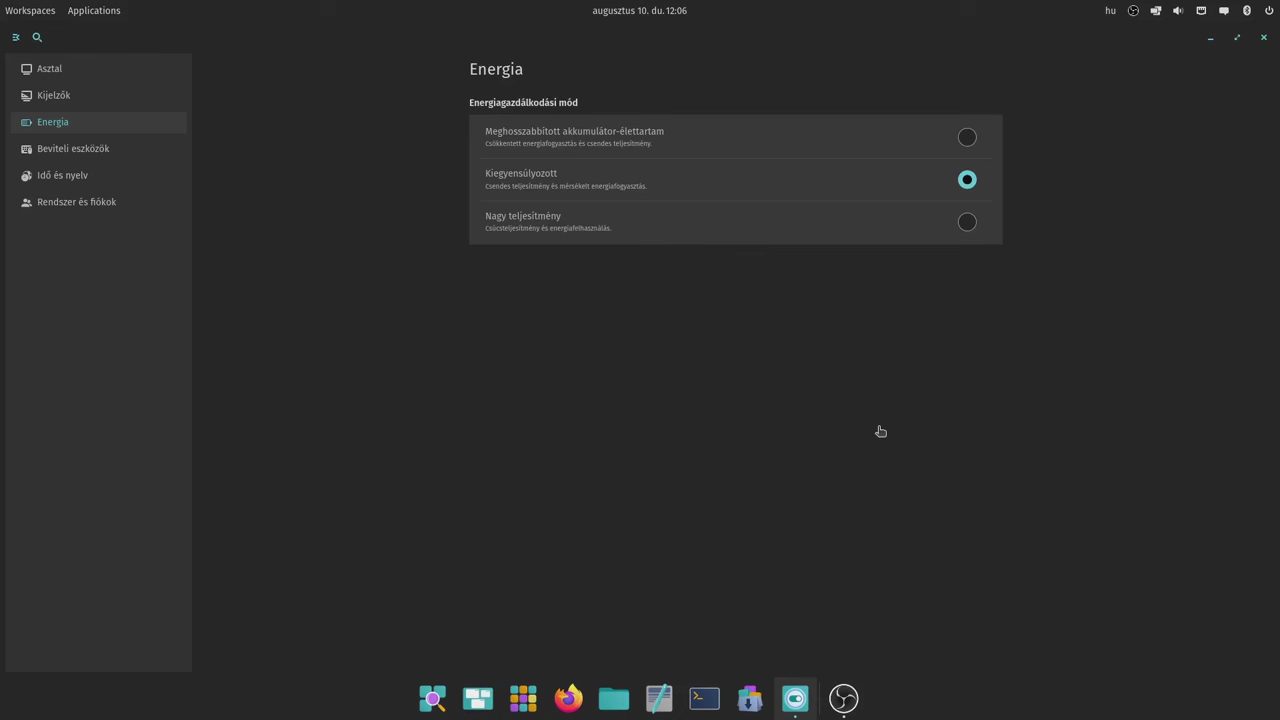 Workspaces Applications augusztus 10. du. 12:06 hu
Asztal
Kijelzők
Energia
Beviteli eszközök
Idő és nyelv
Rendszer és fiókok
Energia
Energiagazdálkodási mód
Meghosszabbított akkumulátor-élettartam
Csökkentett energiafogyasztás és csendes teljesítmény.
Kiegyensúlyozott
Csendes teljesítmény és mérsékelt energiafogyasztás.
Nagy teljesítmény
Csúcsteljesítmény és energiafelhasználás.